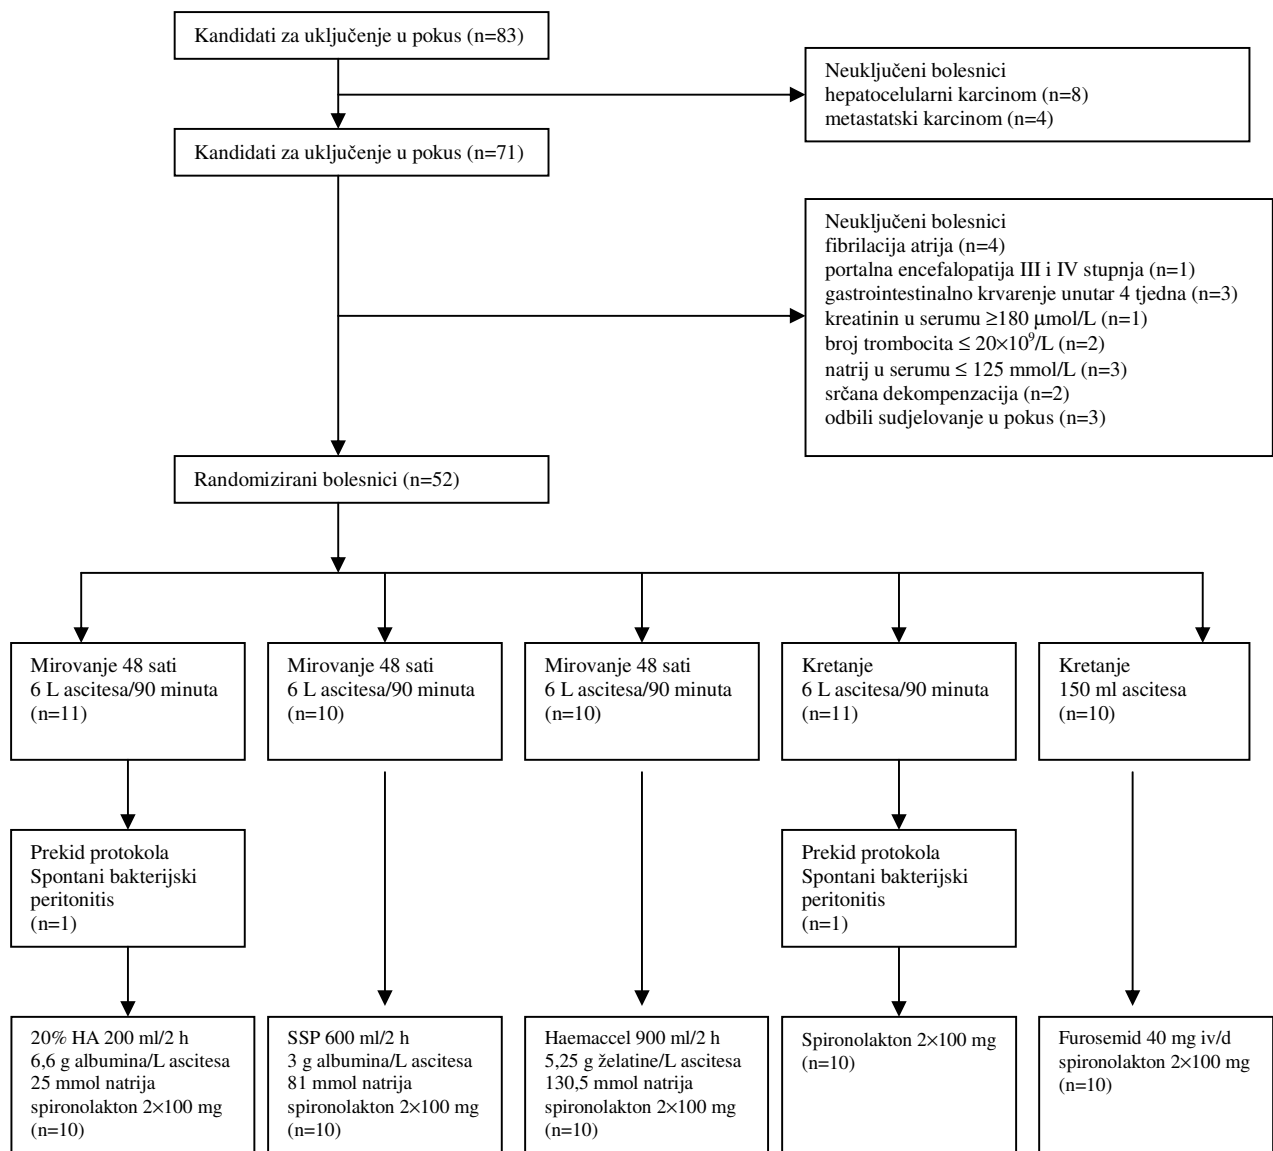 Kandidati za uključenje u pokus (n=83)
Neuključeni bolesnici
hepatocelularni karcinom (n=8)
metastatski karcinom (n=4)
Kandidati za uključenje u pokus (n=71)
Neuključeni bolesnici
fibrilacija atrija (n=4)
portalna encefalopatija III i IV stupnja (n=1)
gastrointestinalno krvarenje unutar 4 tjedna (n=3)
kreatinin u serumu ≥180 μmol/L (n=1)
broj trombocita ≤ 20×10⁹/L (n=2)
natrij u serumu ≤ 125 mmol/L (n=3)
srčana dekompenzacija (n=2)
odbili sudjelovanje u pokus (n=3)
Randomizirani bolesnici (n=52)
Mirovanje 48 sati
6 L ascitesa/90 minuta
(n=11)
Mirovanje 48 sati
6 L ascitesa/90 minuta
(n=10)
Mirovanje 48 sati
6 L ascitesa/90 minuta
(n=10)
Kretanje
6 L ascitesa/90 minuta
(n=11)
Kretanje
150 ml ascitesa
(n=10)
Prekid protokola
Spontani bakterijski
peritonitis
(n=1)
Prekid protokola
Spontani bakterijski
peritonitis
(n=1)
20% HA 200 ml/2 h
6,6 g albumina/L ascitesa
25 mmol natrija
spironolakton 2×100 mg
(n=10)
SSP 600 ml/2 h
3 g albumina/L ascitesa
81 mmol natrija
spironolakton 2×100 mg
(n=10)
Haemaccel 900 ml/2 h
5,25 g želatine/L ascitesa
130,5 mmol natrija
spironolakton 2×100 mg
(n=10)
Spironolakton 2×100 mg
(n=10)
Furosemid 40 mg iv/d
spironolakton 2×100 mg
(n=10)